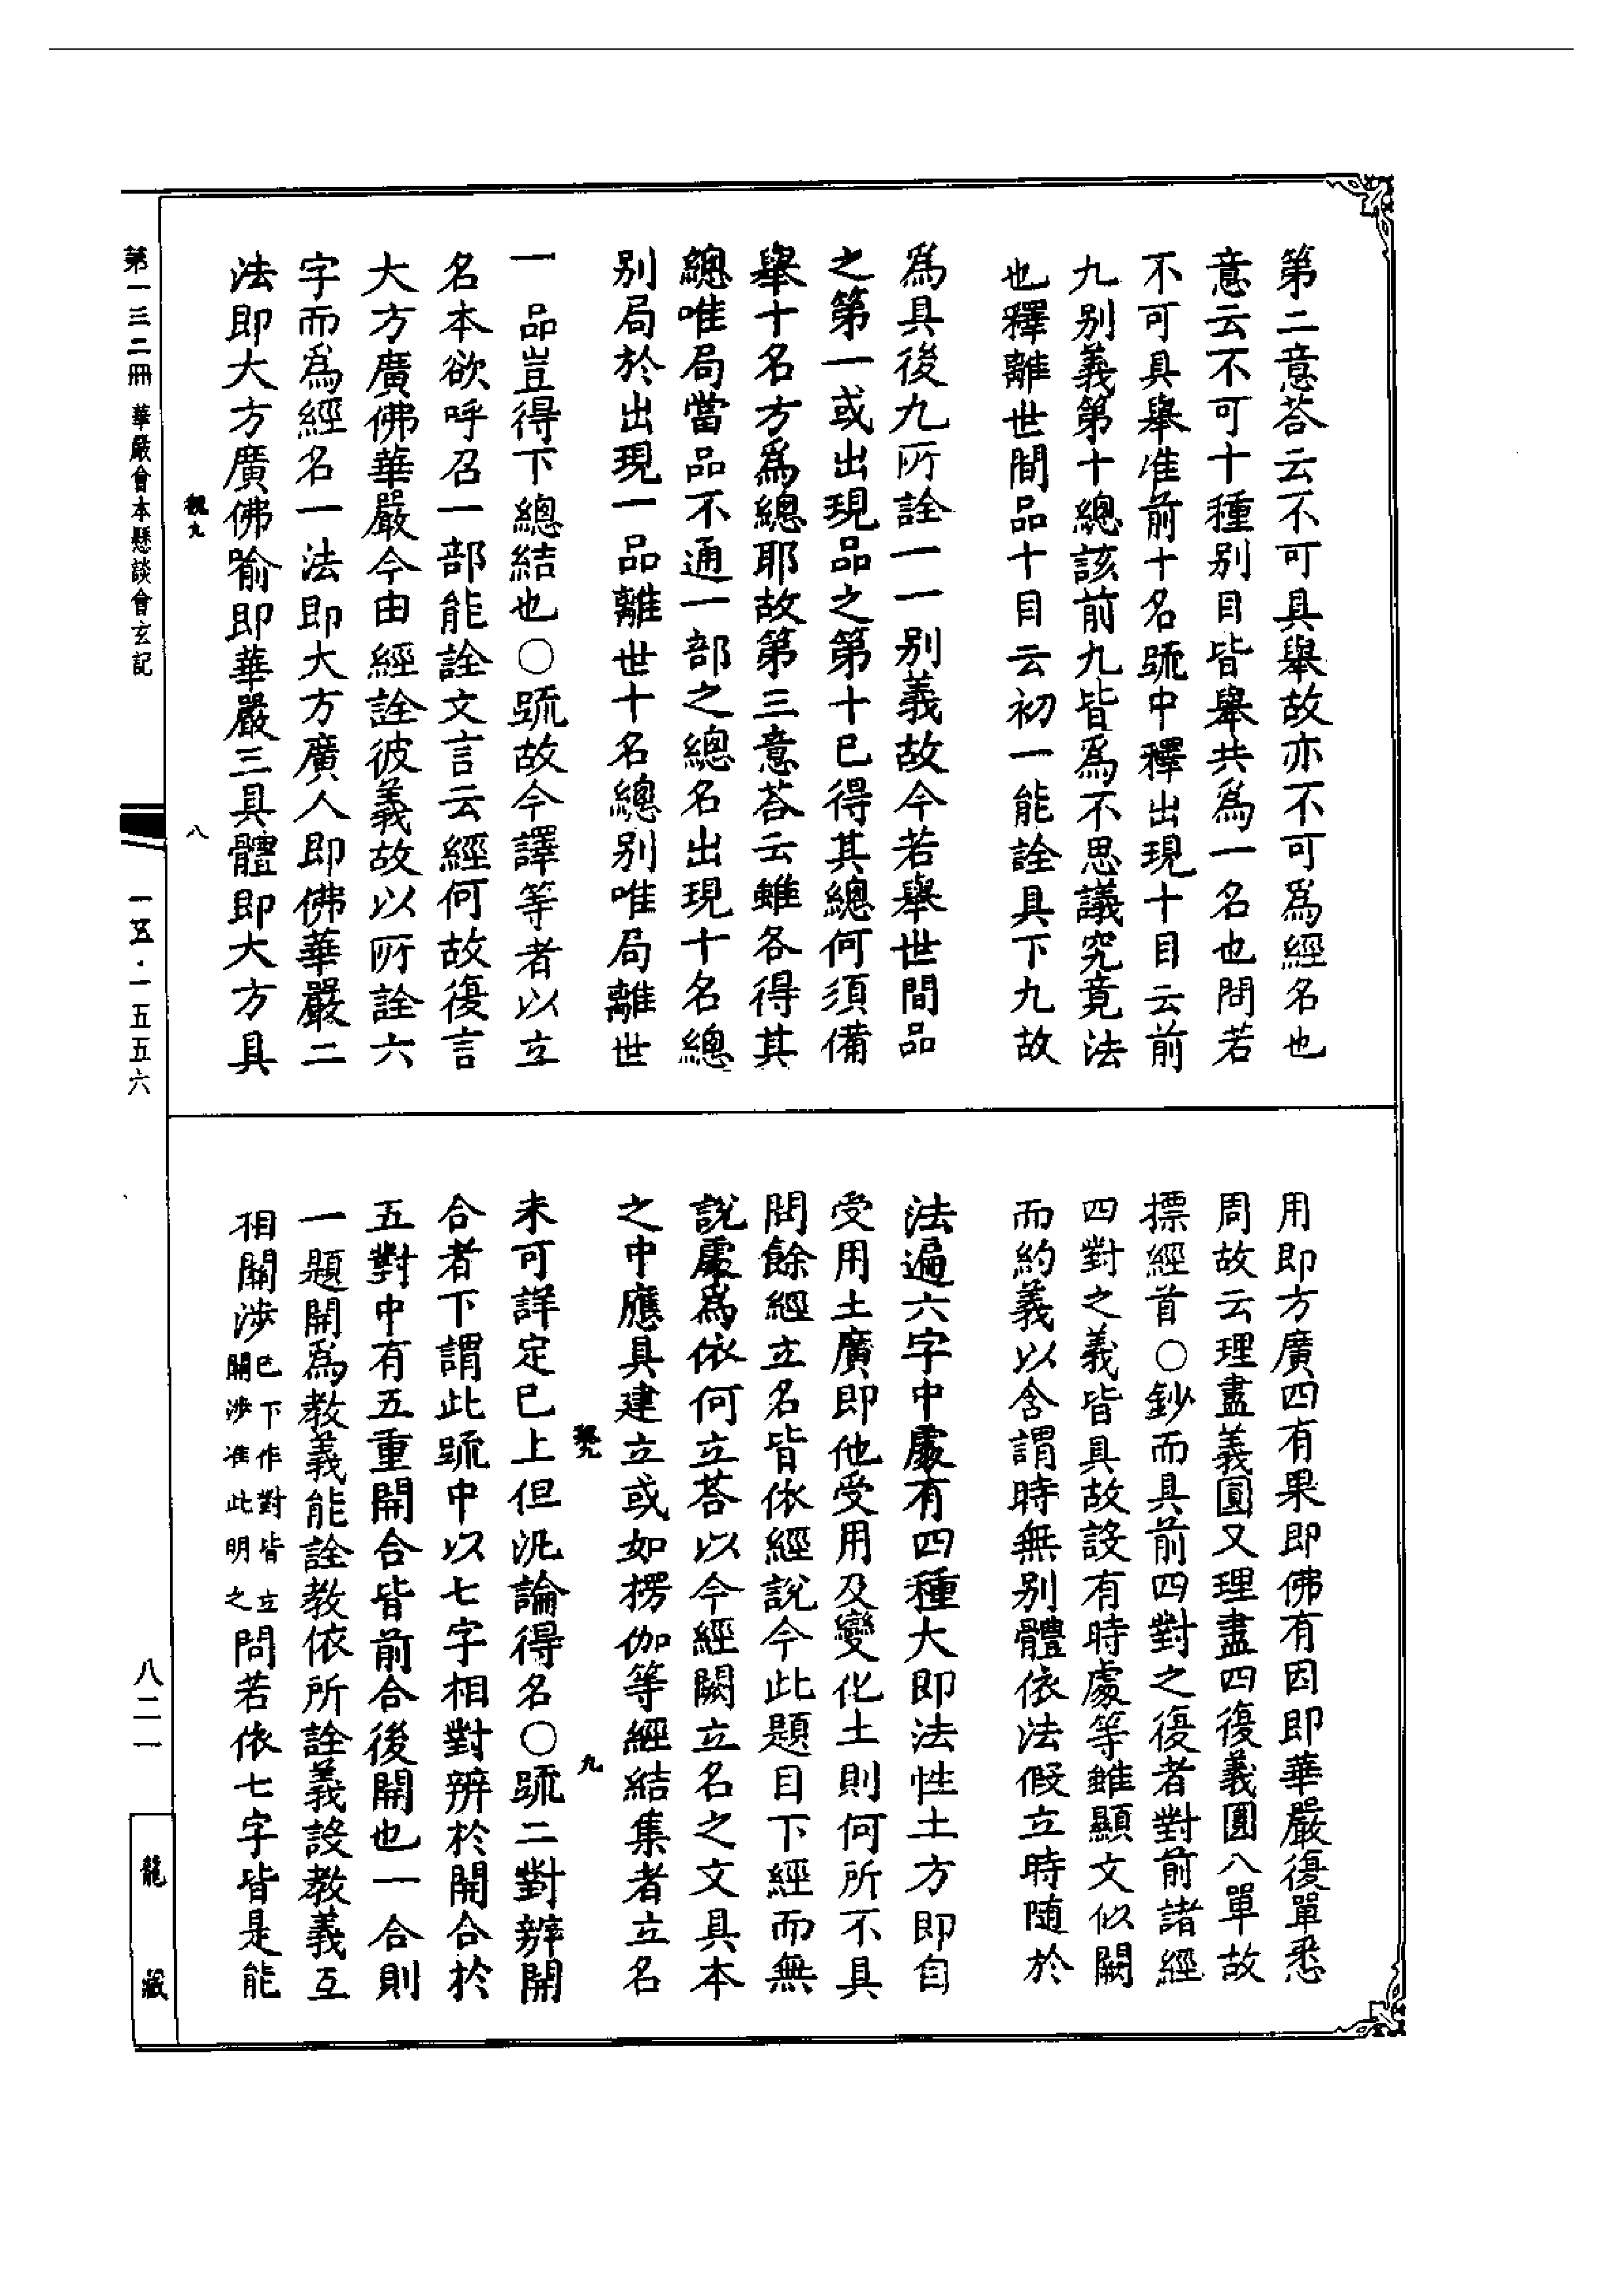 第二意荅云不可具舉故亦不可爲經名也
意云不可十種别目皆舉共爲一名也問若
不可具舉准前十名䟽中釋出現十目云前
九别義第十總該前九皆爲不思議究竟法
也釋離世間品十目云初一能詮具下九故
爲具後九所詮一一别義故今若舉世間品
之第一或出現品之第十已得其總何須備
舉十名方爲總耶故第三意荅云雖各得其
總唯局當品不通一部之總名出現十名總
别局於出現一品離世十名總别唯局離世
一品豈得下總結也〇䟽故今譯等者以立
名本欲呼召一部能詮文言云經何故復言
大方廣佛華嚴今由經詮彼義故以所詮六
字而爲經名一法即大方廣人即佛華嚴二
法即大方廣佛喻即華嚴三具體即大方具
八
第一三二冊 華嚴會本懸談會玄記
一五·一五五六
用即方廣四有果即佛有因即華嚴復單悉
周故云理盡義圓又理盡四復義圓八單故
摽經首〇鈔而具前四對之復者對前諸經
四對之義皆具故設有時處等雖顯文似闕
而約義以含謂時無别體依法假立時随於
法遍六字中處有四種大即法性土方即自
受用土廣即他受用及變化土則何所不具
問餘經立名皆依經說今此題目下經而無
說處爲依何立荅以今經闕立名之文具本
之中應具建立或如楞伽等經結集者立名
九
未可詳定已上但汎論得名〇䟽二對辨開
合者下謂此䟽中以七字相對辨於開合於
五對中有五重開合皆前合後開也一合則
一題開爲教義能詮教依所詮義設教義互
相關涉已下作對皆立關涉准此明之問若依七字皆是能
八二一
龍藏